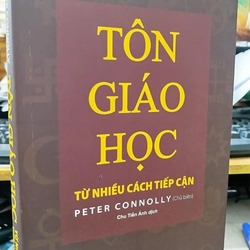 TÔN
GIÁO
HỌC
TỪ NHIỀU CÁCH TIẾP CẬN
PETER CONNOLLY (Chủ biên)
Chu Tiến Ánh dịch